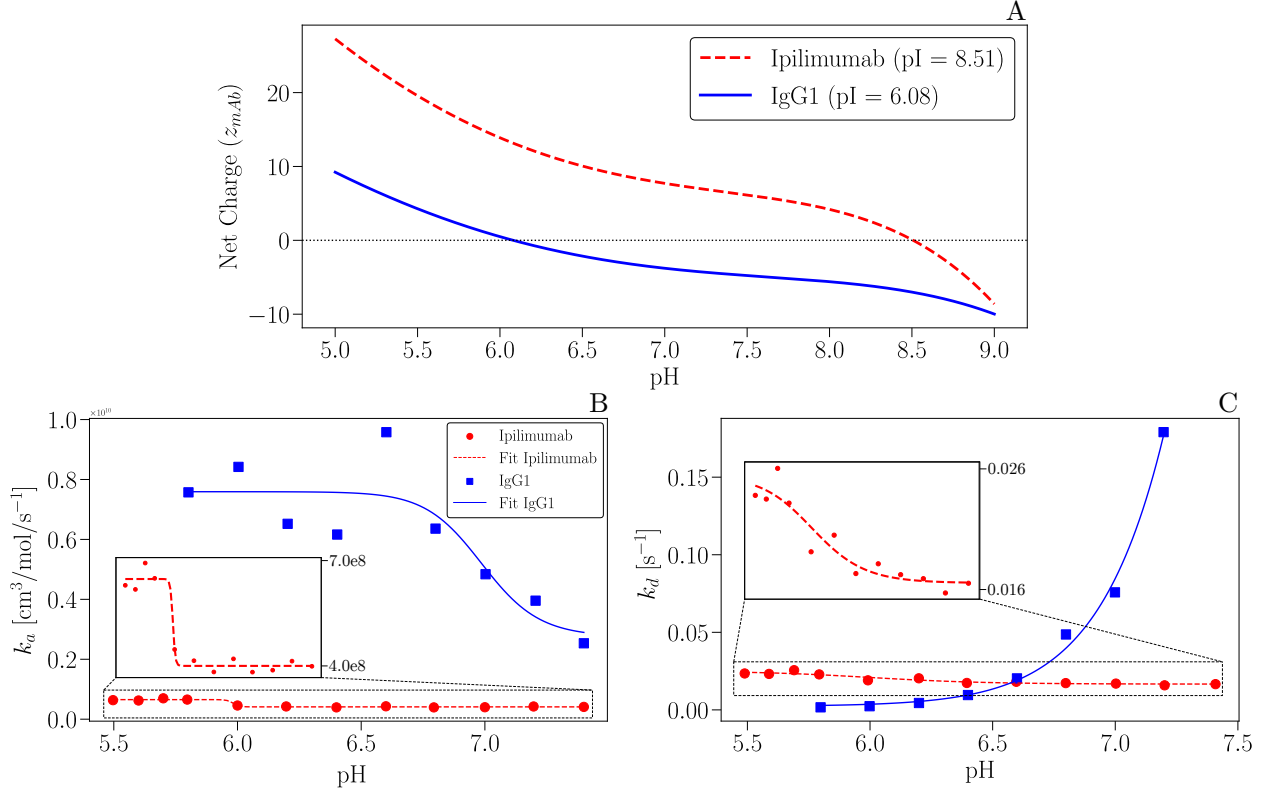 A
Net Charge (z_{mAb})
20
10
0
−10
Ipilimumab (pI = 8.51)
IgG1 (pI = 6.08)
5.0 5.5 6.0 6.5 7.0 7.5 8.0 8.5 9.0
pH
B
×10¹⁰
k_a [cm³/mol/s⁻¹]
1.0
0.8
0.6
0.4
0.2
0.0
Ipilimumab
Fit Ipilimumab
IgG1
Fit IgG1
7.0e8
4.0e8
5.5 6.0 6.5 7.0
pH
C
k_d [s⁻¹]
0.15
0.10
0.05
0.00
0.026
0.016
5.5 6.0 6.5 7.0 7.5
pH